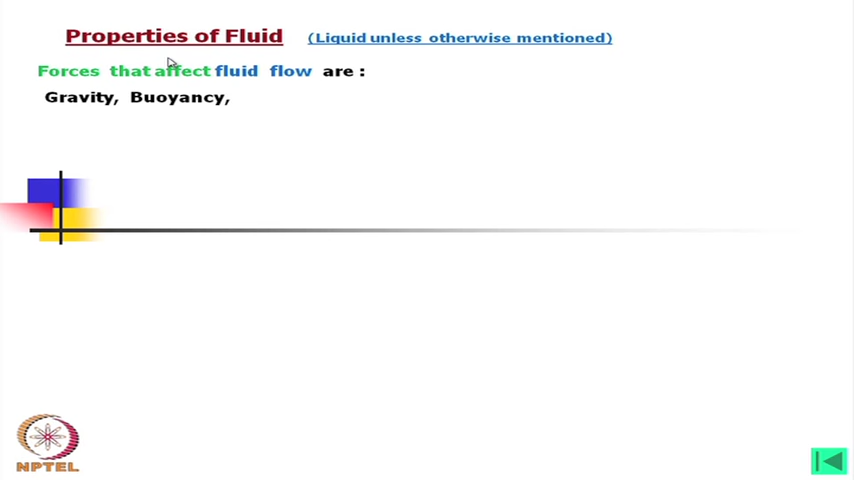 Properties of Fluid (Liquid unless otherwise mentioned)
Forces that affect fluid flow are :
Gravity, Buoyancy,
NPTEL